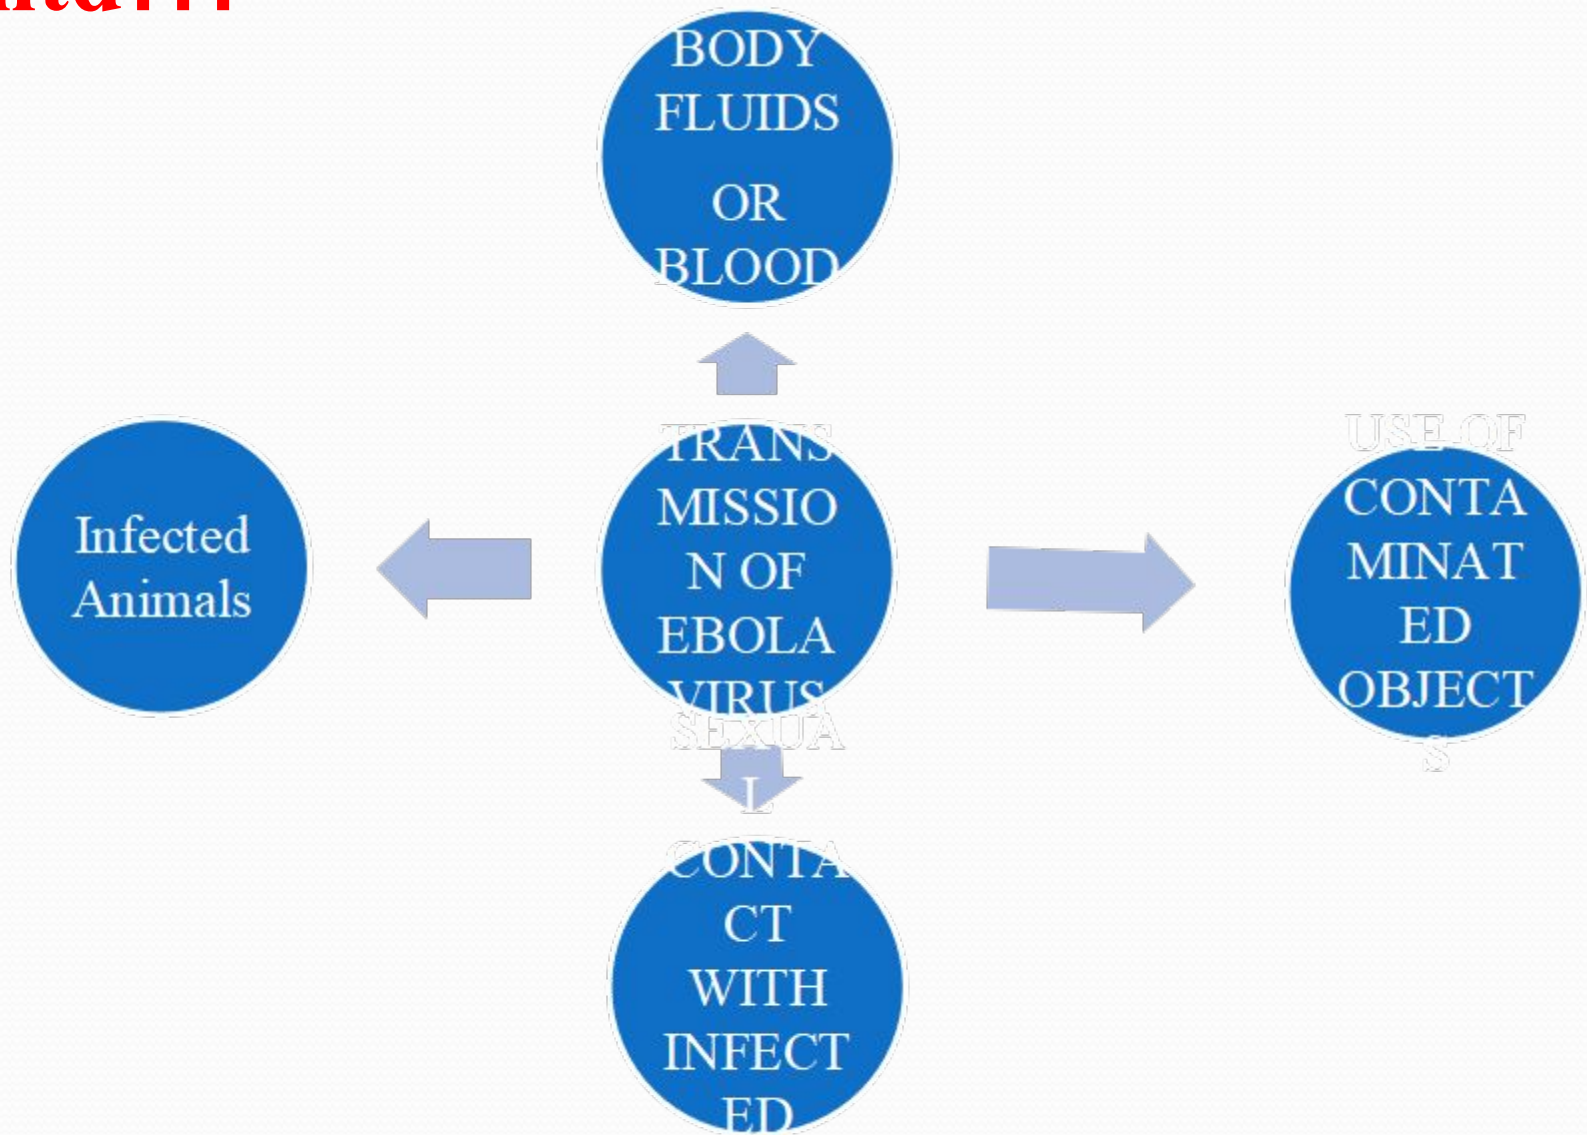 BODY
FLUIDS
OR
BLOOD
Infected
Animals
TRANS
MISSIO
N OF
EBOLA
VIRUS
USE OF
CONTA
MINAT
ED
OBJECT
S
SEXUA
L
CONTA
CT
WITH
INFECT
ED